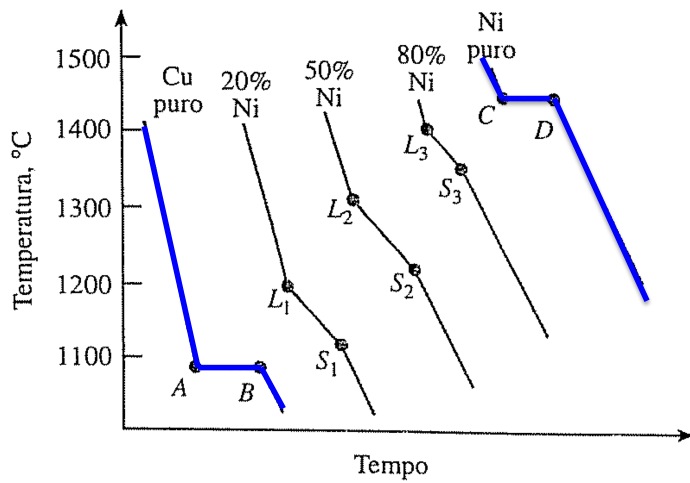 Temperatura, °C
1500
1400
1300
1200
1100
Cu
puro
20%
Ni
50%
Ni
80%
Ni
Ni
puro
A
B
L1
S1
L2
S2
L3
S3
C
D
Tempo